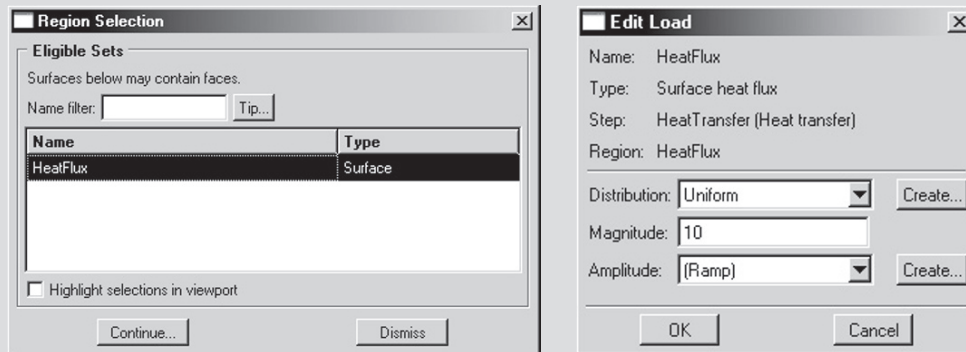 Region Selection
Eligible Sets
Surfaces below may contain faces.
Name filter:
Tip...
Name Type
HeatFlux Surface
Highlight selections in viewport
Continue... Dismiss
Edit Load
Name: HeatFlux
Type: Surface heat flux
Step: HeatTransfer (Heat transfer)
Region: HeatFlux
Distribution: Uniform Create...
Magnitude: 10
Amplitude: (Ramp) Create...
OK Cancel